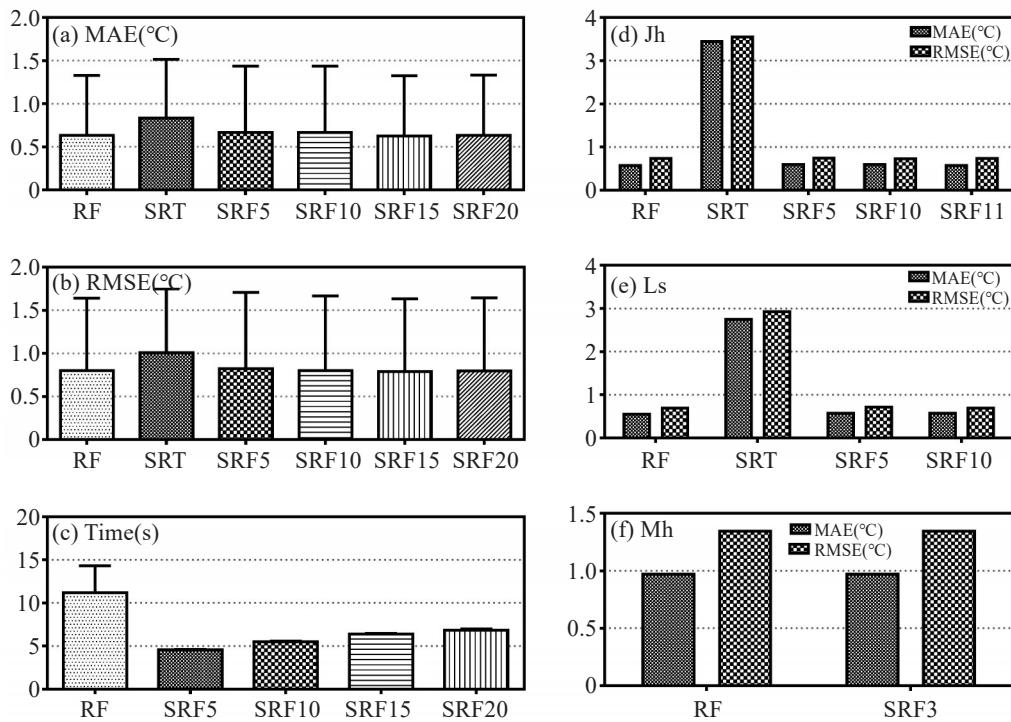 (a) MAE(℃)
2.0
1.5
1.0
0.5
0
RF SRT SRF5 SRF10 SRF15 SRF20
(b) RMSE(℃)
2.0
1.5
1.0
0.5
0
RF SRT SRF5 SRF10 SRF15 SRF20
(c) Time(s)
20
15
10
5
0
RF SRF5 SRF10 SRF15 SRF20
(d) Jh
MAE(℃)
RMSE(℃)
4
3
2
1
0
RF SRT SRF5 SRF10 SRF11
(e) Ls
MAE(℃)
RMSE(℃)
4
3
2
1
0
RF SRT SRF5 SRF10
(f) Mh
MAE(℃)
RMSE(℃)
1.5
1.0
0.5
0
RF SRF3